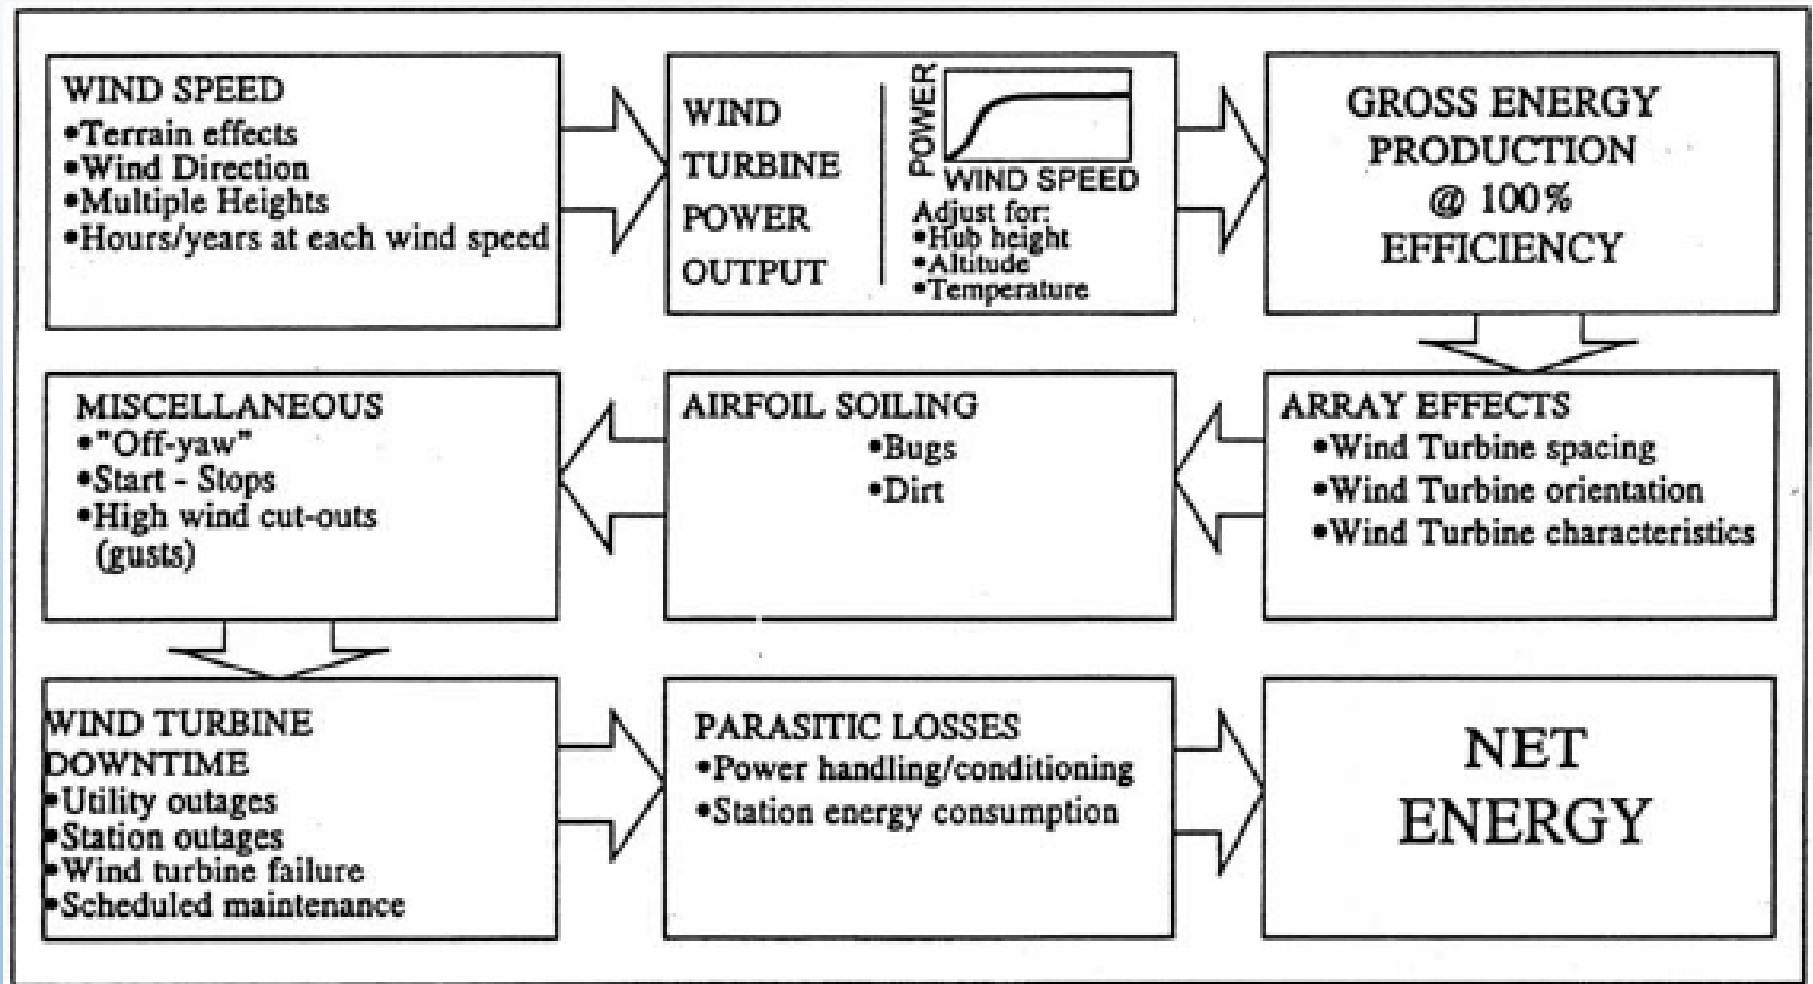 WIND SPEED
•Terrain effects
•Wind Direction
•Multiple Heights
•Hours/years at each wind speed
WIND
TURBINE
POWER
OUTPUT
POWER
WIND SPEED
Adjust for:
•Hub height
•Altitude
•Temperature
GROSS ENERGY
PRODUCTION
@ 100%
EFFICIENCY
ARRAY EFFECTS
•Wind Turbine spacing
•Wind Turbine orientation
•Wind Turbine characteristics
AIRFOIL SOILING
•Bugs
•Dirt
MISCELLANEOUS
•"Off-yaw"
•Start - Stops
•High wind cut-outs
(gusts)
WIND TURBINE
DOWNTIME
•Utility outages
•Station outages
•Wind turbine failure
•Scheduled maintenance
PARASITIC LOSSES
•Power handling/conditioning
•Station energy consumption
NET
ENERGY